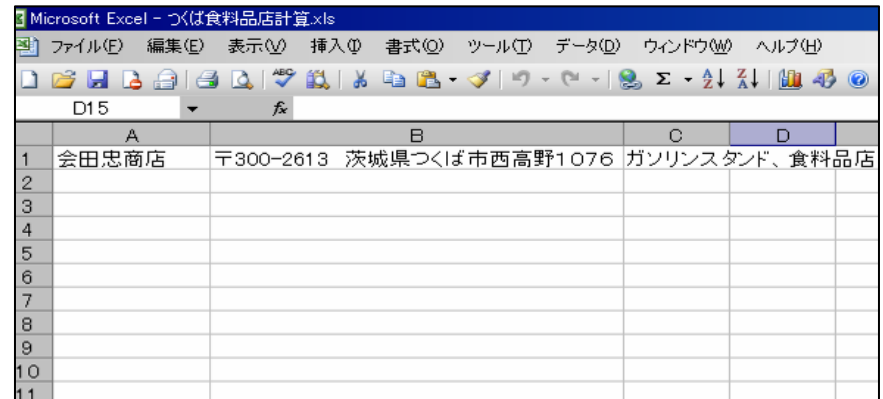 Microsoft Excel - つくば食料品店計算.xls
ファイル(F) 編集(E) 表示(V) 挿入(I) 書式(O) ツール(T) データ(D) ウィンドウ(W) ヘルプ(H)
ABC Σ A Z Z A
D15 fx
A B C D
1 会田忠商店 〒300-2613 茨城県つくば市西高野1076 ガソリンスタンド、食料品店
2
3
4
5
6
7
8
9
10
11